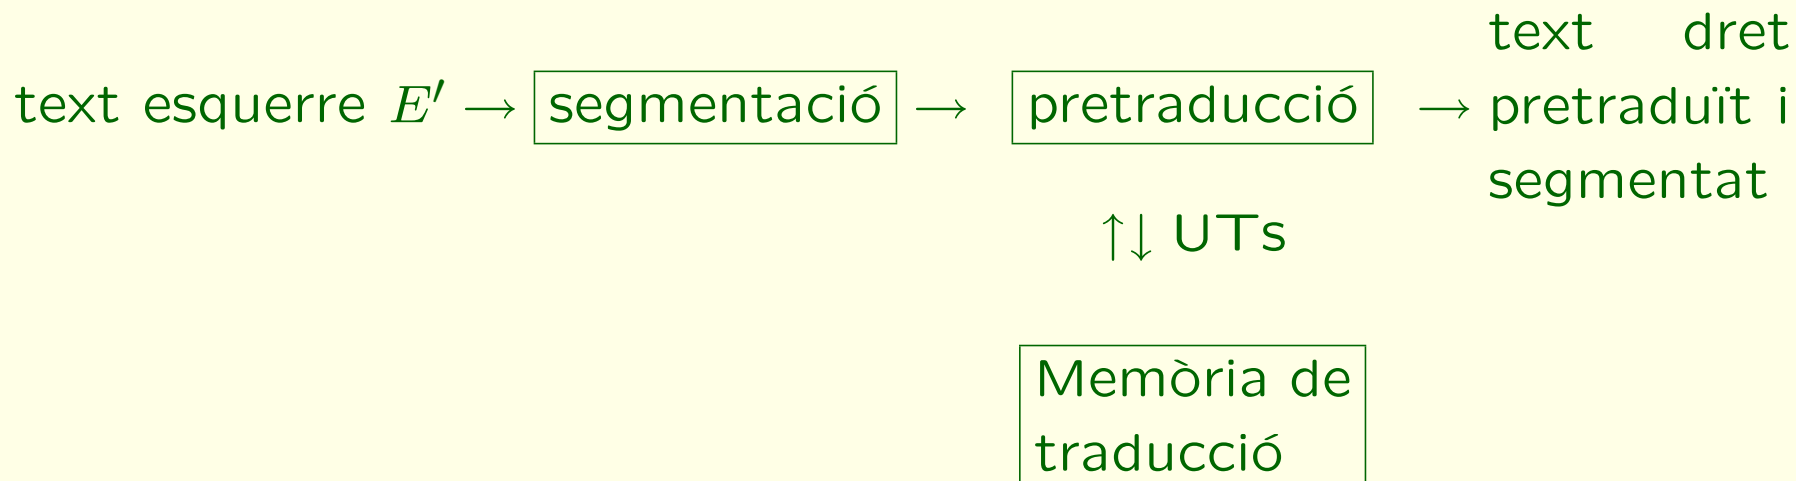 text esquerre E′ → segmentació → pretraducció → text dret
pretraduït i
segmentat
↑↓ UTs
Memòria de
traducció